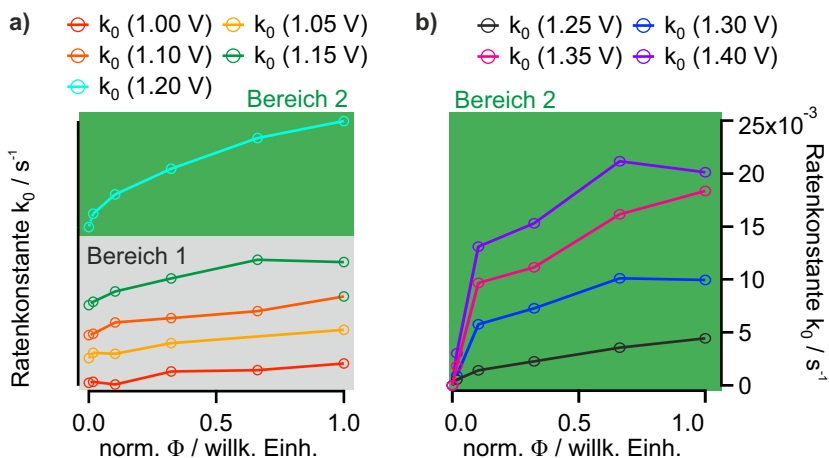 a)
k₀ (1.00 V) k₀ (1.05 V)
k₀ (1.10 V) k₀ (1.15 V)
k₀ (1.20 V)
Bereich 2
Bereich 1
Ratenkonstante k₀ / s⁻¹
0.0 0.5 1.0
norm. Φ / willk. Einh.
b)
k₀ (1.25 V) k₀ (1.30 V)
k₀ (1.35 V) k₀ (1.40 V)
Bereich 2
25x10⁻³
20
15
10
5
0
Ratenkonstante k₀ / s⁻¹
0.0 0.5 1.0
norm. Φ / willk. Einh.